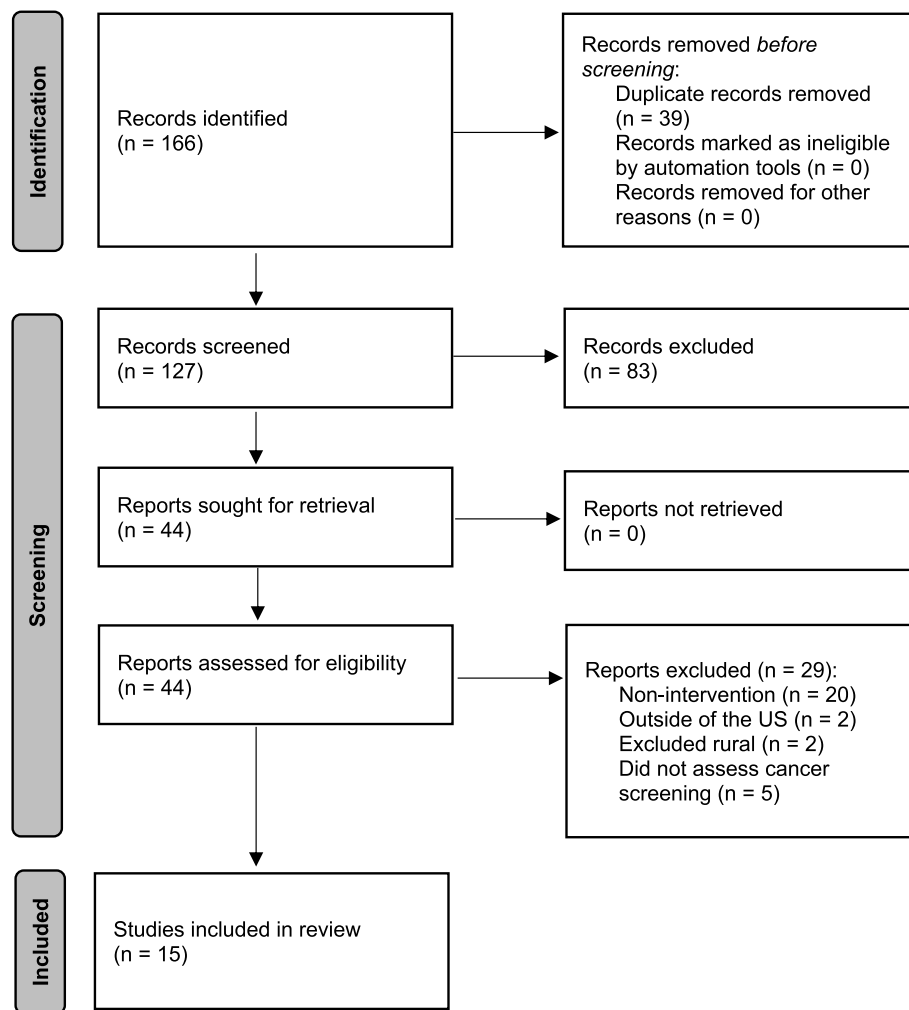 Identification
Records identified
(n = 166)
Records removed before
screening:
Duplicate records removed
(n = 39)
Records marked as ineligible
by automation tools (n = 0)
Records removed for other
reasons (n = 0)
Screening
Records screened
(n = 127)
Records excluded
(n = 83)
Reports sought for retrieval
(n = 44)
Reports not retrieved
(n = 0)
Reports assessed for eligibility
(n = 44)
Reports excluded (n = 29):
Non-intervention (n = 20)
Outside of the US (n = 2)
Excluded rural (n = 2)
Did not assess cancer
screening (n = 5)
Included
Studies included in review
(n = 15)